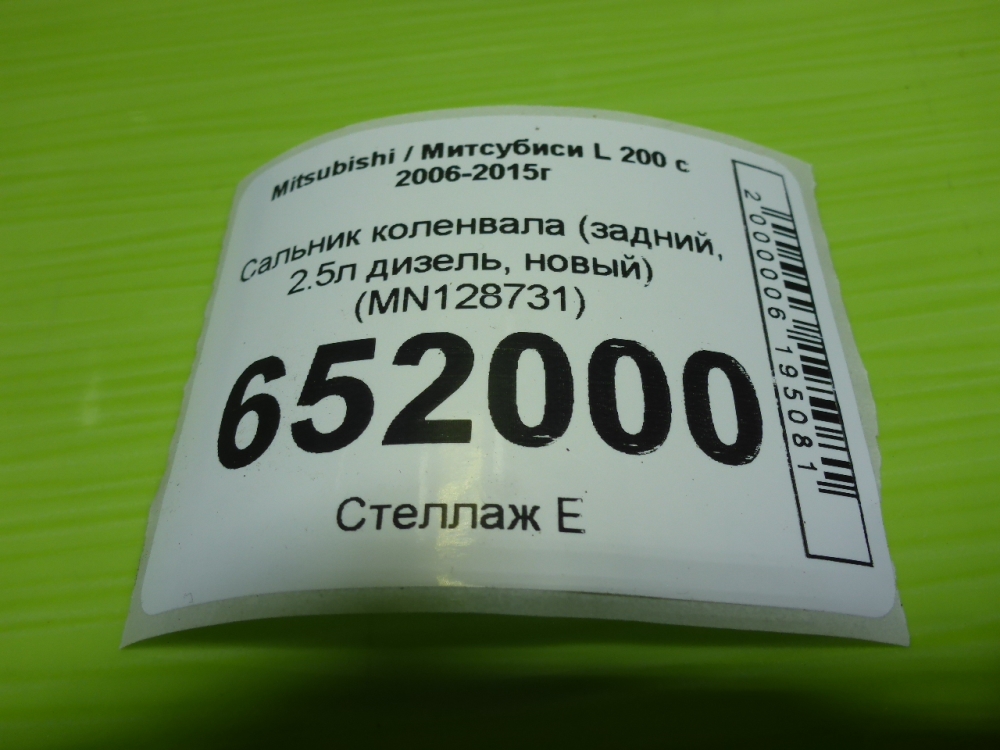 Mitsubishi / Митсубиси L 200 с
2006-2015г
Сальник коленвала (задний,
2.5л дизель, новый)
(MN128731)
652000
Стеллаж Е
2000006195081